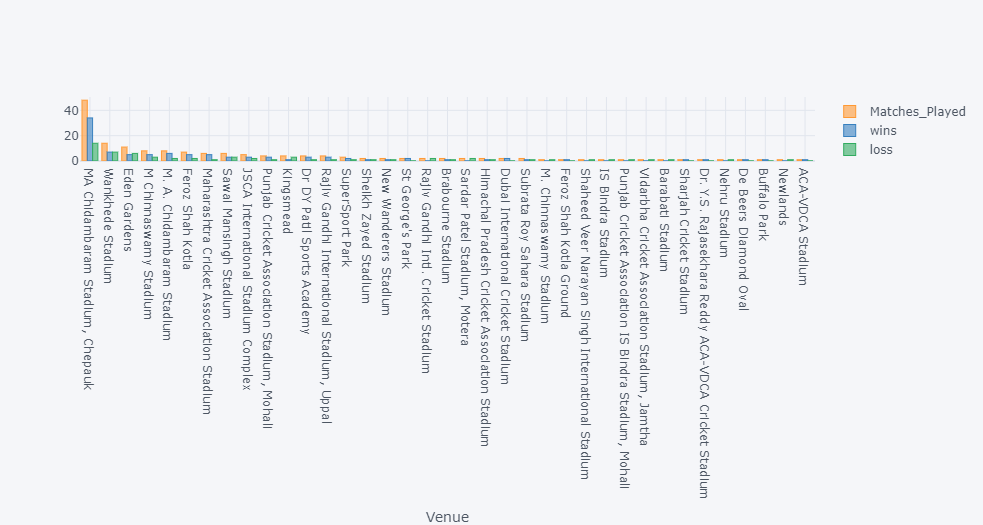 40
20
0
Matches_Played
wins
loss
MA Chidambaram Stadium, Chepauk
Wankhede Stadium
Eden Gardens
M Chinnaswamy Stadium
M. A. Chidambaram Stadium
Feroz Shah Kotla
Maharashtra Cricket Association Stadium
Sawai Mansingh Stadium
JSCA International Stadium Complex
Punjab Cricket Association Stadium, Mohali
Kingsmead
Dr DY Patil Sports Academy
Rajiv Gandhi International Stadium, Uppal
SuperSport Park
Sheikh Zayed Stadium
New Wanderers Stadium
St George's Park
Rajiv Gandhi Intl. Cricket Stadium
Brabourne Stadium
Sardar Patel Stadium, Motera
Himachal Pradesh Cricket Association Stadium
Dubai International Cricket Stadium
Subrata Roy Sahara Stadium
M. Chinnaswamy Stadium
Feroz Shah Kotla Ground
Shaheed Veer Narayan Singh International Stadium
IS Bindra Stadium
Punjab Cricket Association IS Bindra Stadium, Mohali
Vidarbha Cricket Association Stadium, Jamtha
Barabati Stadium
Sharjah Cricket Stadium
Dr. Y.S. Rajasekhara Reddy ACA-VDCA Cricket Stadium
Nehru Stadium
De Beers Diamond Oval
Buffalo Park
Newlands
ACA-VDCA Stadium
Venue